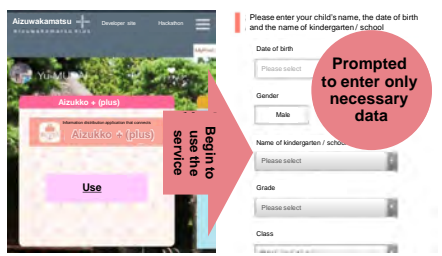 Aizuwakamatsu
Developer site
Hackathon
Yu-MU
Aizukko + (plus)
Information distribution application that connects
Aizukko + (plus)
Use
Begin to
use the
service
Please enter your child's name, the date of birth
and the name of kindergarten / school
Date of birth
Please select
Gender
Male
Prompted
to enter only
necessary
data
Name of kindergarten / school
Please select
Grade
Please select
Class